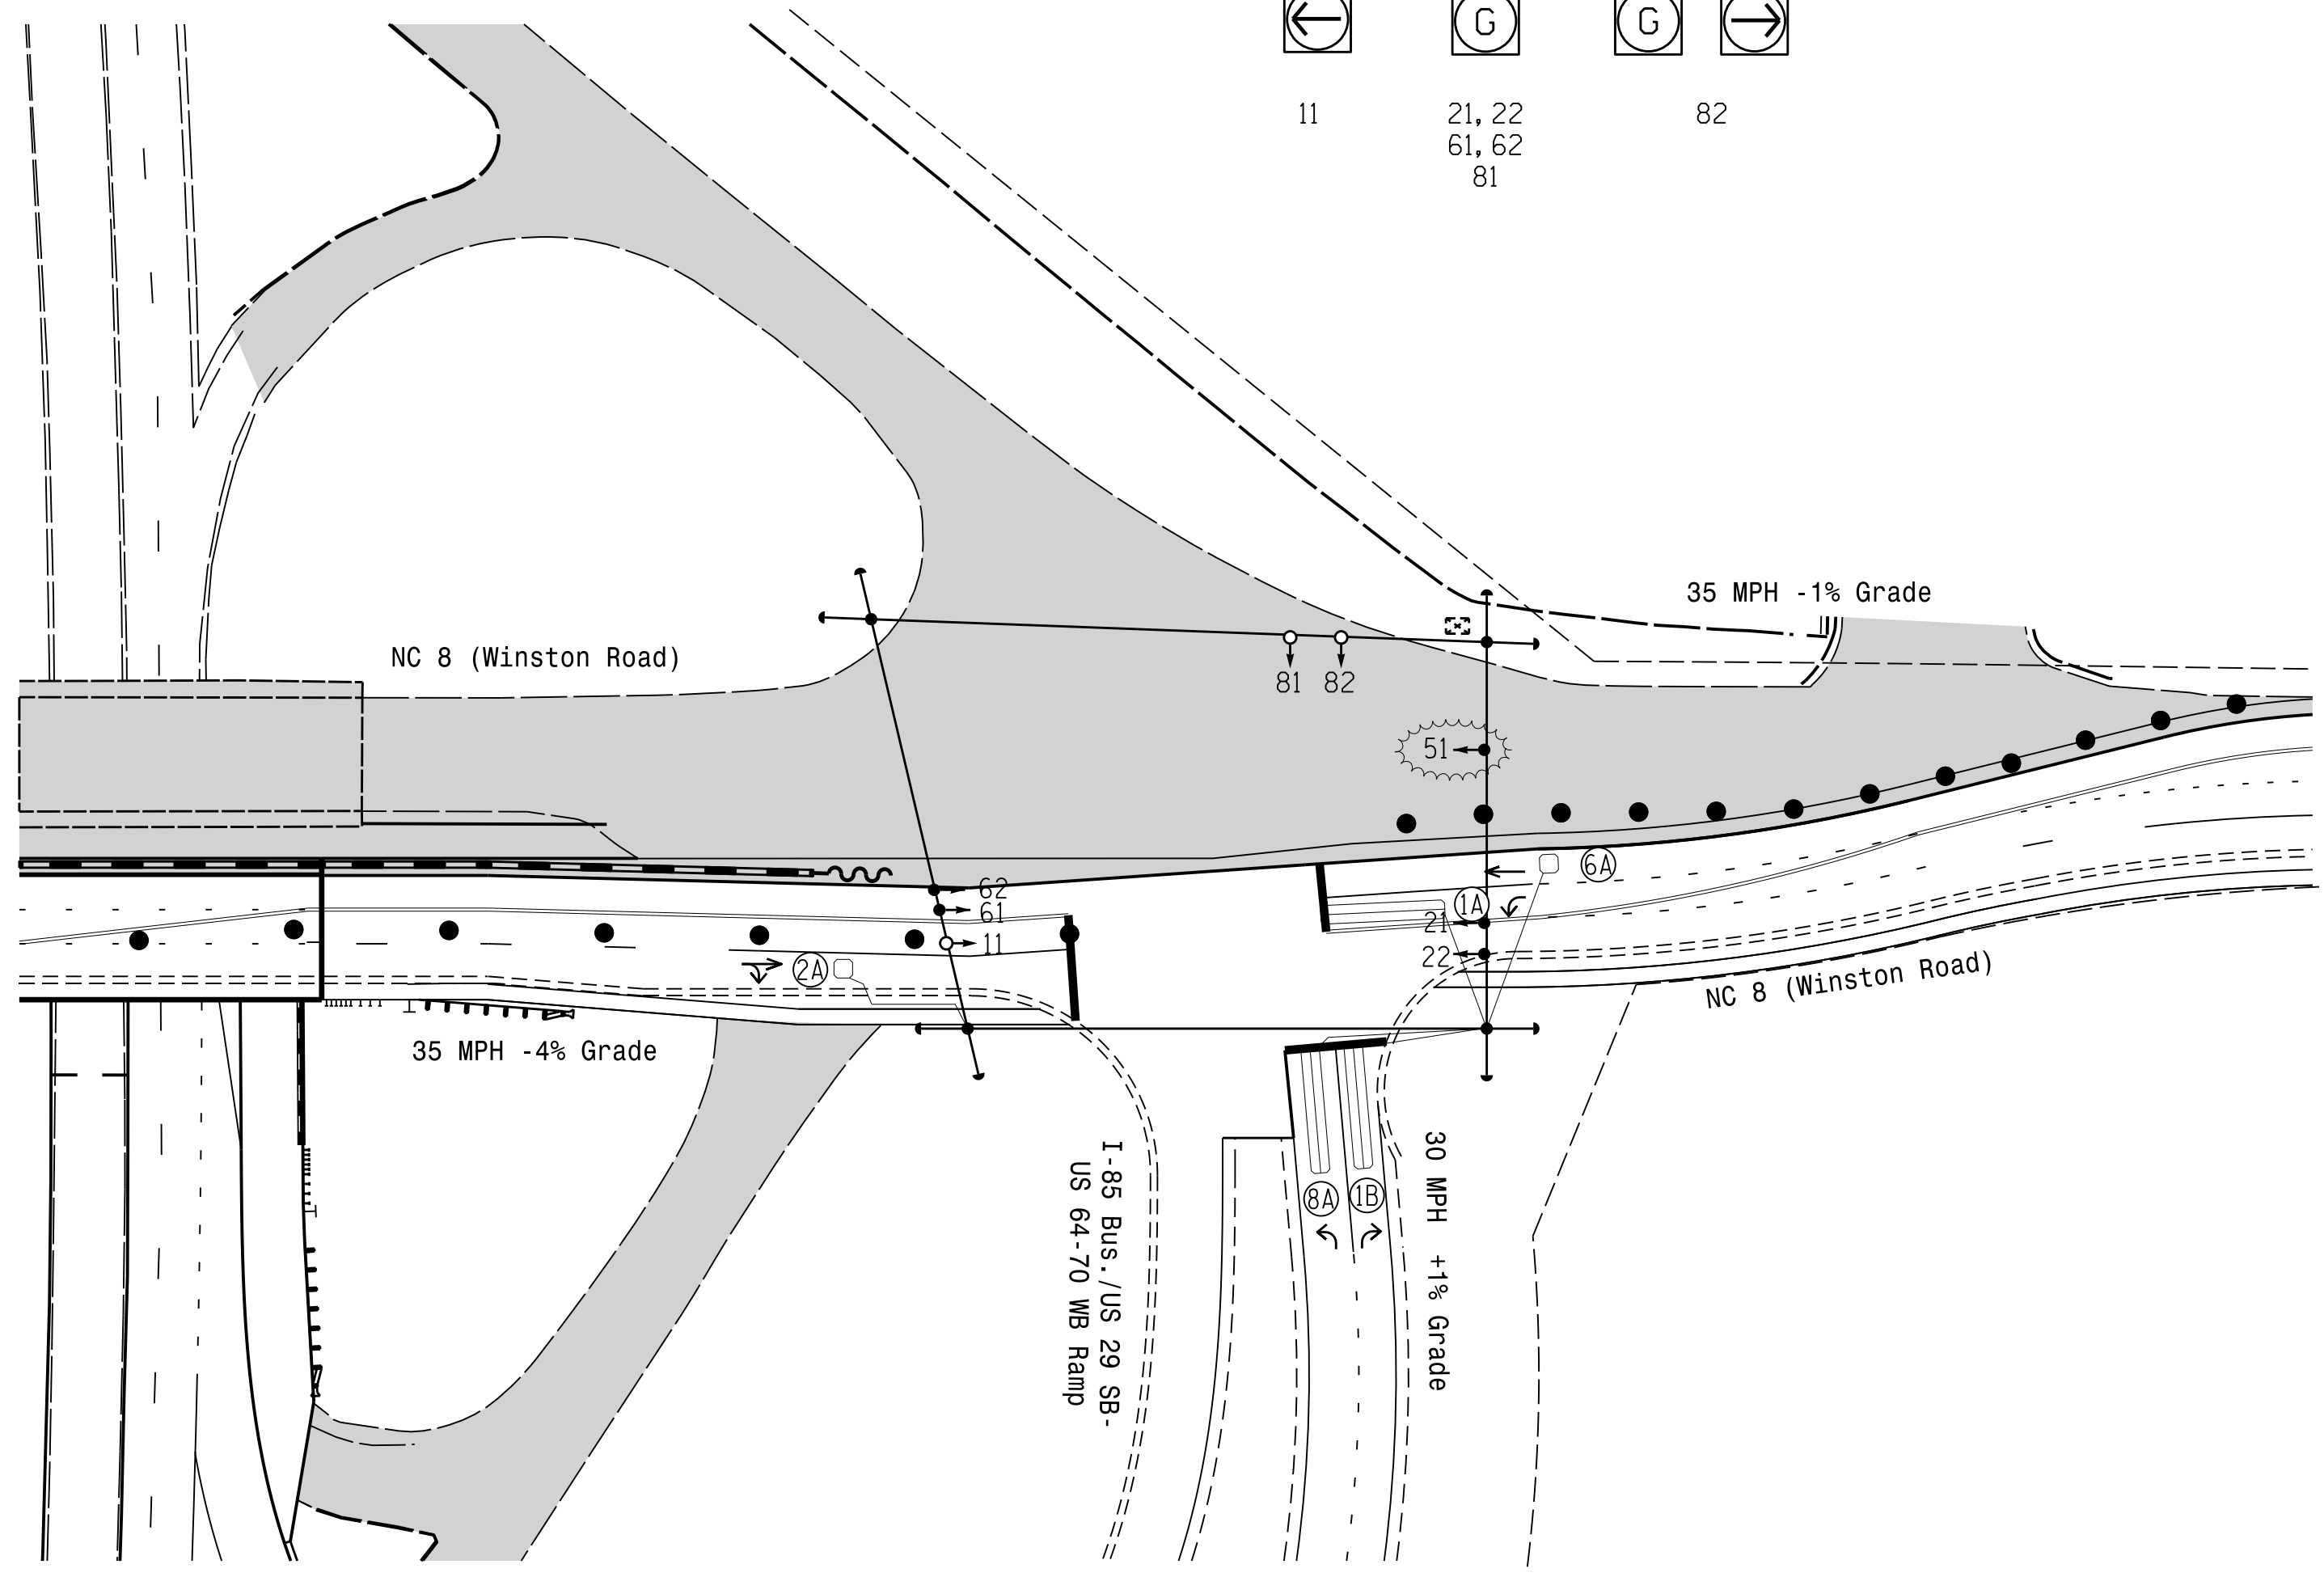 G
G
11
21, 22
82
61, 62
81
35 MPH -1% Grade
NC 8 (Winston Road)
81
82
51
6A
62
1A
61
21
11
22
2A
NC 8 (Winston Road)
35 MPH -4% Grade
I-85 Bus./US 29 SB-
US 64-70 WB Ramp
30 MPH +1% Grade
8A
1B